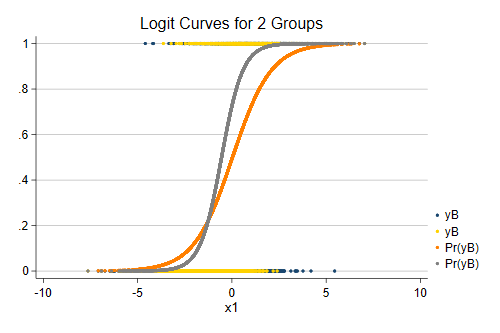 Logit Curves for 2 Groups
1
.8
.6
.4
.2
0
-10
-5
0
5
10
x1
yB
yB
Pr(yB)
Pr(yB)